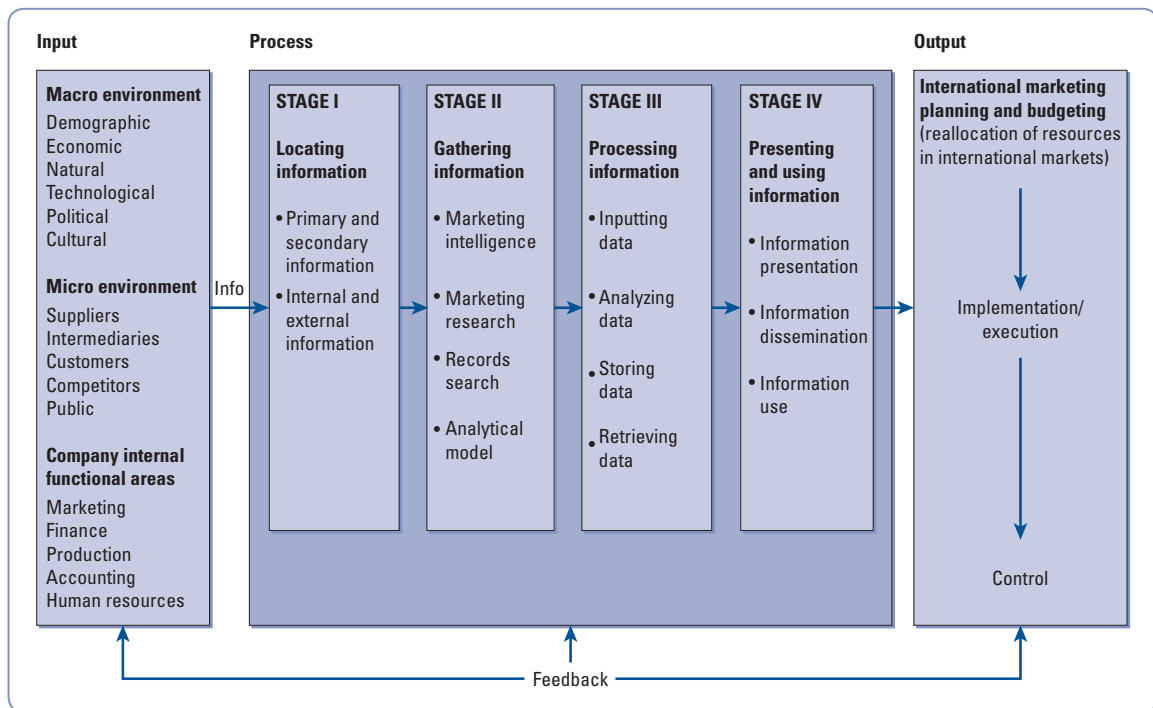 Input
Macro environment
Demographic
Economic
Natural
Technological
Political
Cultural
Micro environment
Suppliers
Intermediaries
Customers
Competitors
Public
Company internal
functional areas
Marketing
Finance
Production
Accounting
Human resources
Info
Process
STAGE I
Locating
information
• Primary and
secondary
information
• Internal and
external
information
STAGE II
Gathering
information
• Marketing
intelligence
• Marketing
research
• Records
search
• Analytical
model
STAGE III
Processing
information
• Inputting
data
• Analyzing
data
• Storing
data
• Retrieving
data
STAGE IV
Presenting
and using
information
• Information
presentation
• Information
dissemination
• Information
use
Output
International marketing
planning and budgeting
(reallocation of resources
in international markets)
Implementation/
execution
Control
Feedback